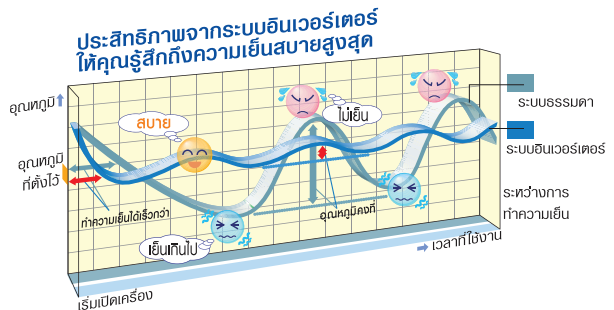 ประสิทธิภาพจากระบบอินเวอร์เตอร์
ให้คุณรู้สึกถึงความเย็นสบายสูงสุด
อุณหภูมิ
สบาย
ไม่เย็น
ระบบธรรมดา
ระบบอินเวอร์เตอร์
อุณหภูมิ
ที่ตั้งไว้
ทำความเย็นได้เร็วกว่า
อุณหภูมิคงที่
ระหว่างการ
ทำความเย็น
เย็นเกินไป
เวลาที่ใช้งาน
เริ่มเปิดเครื่อง